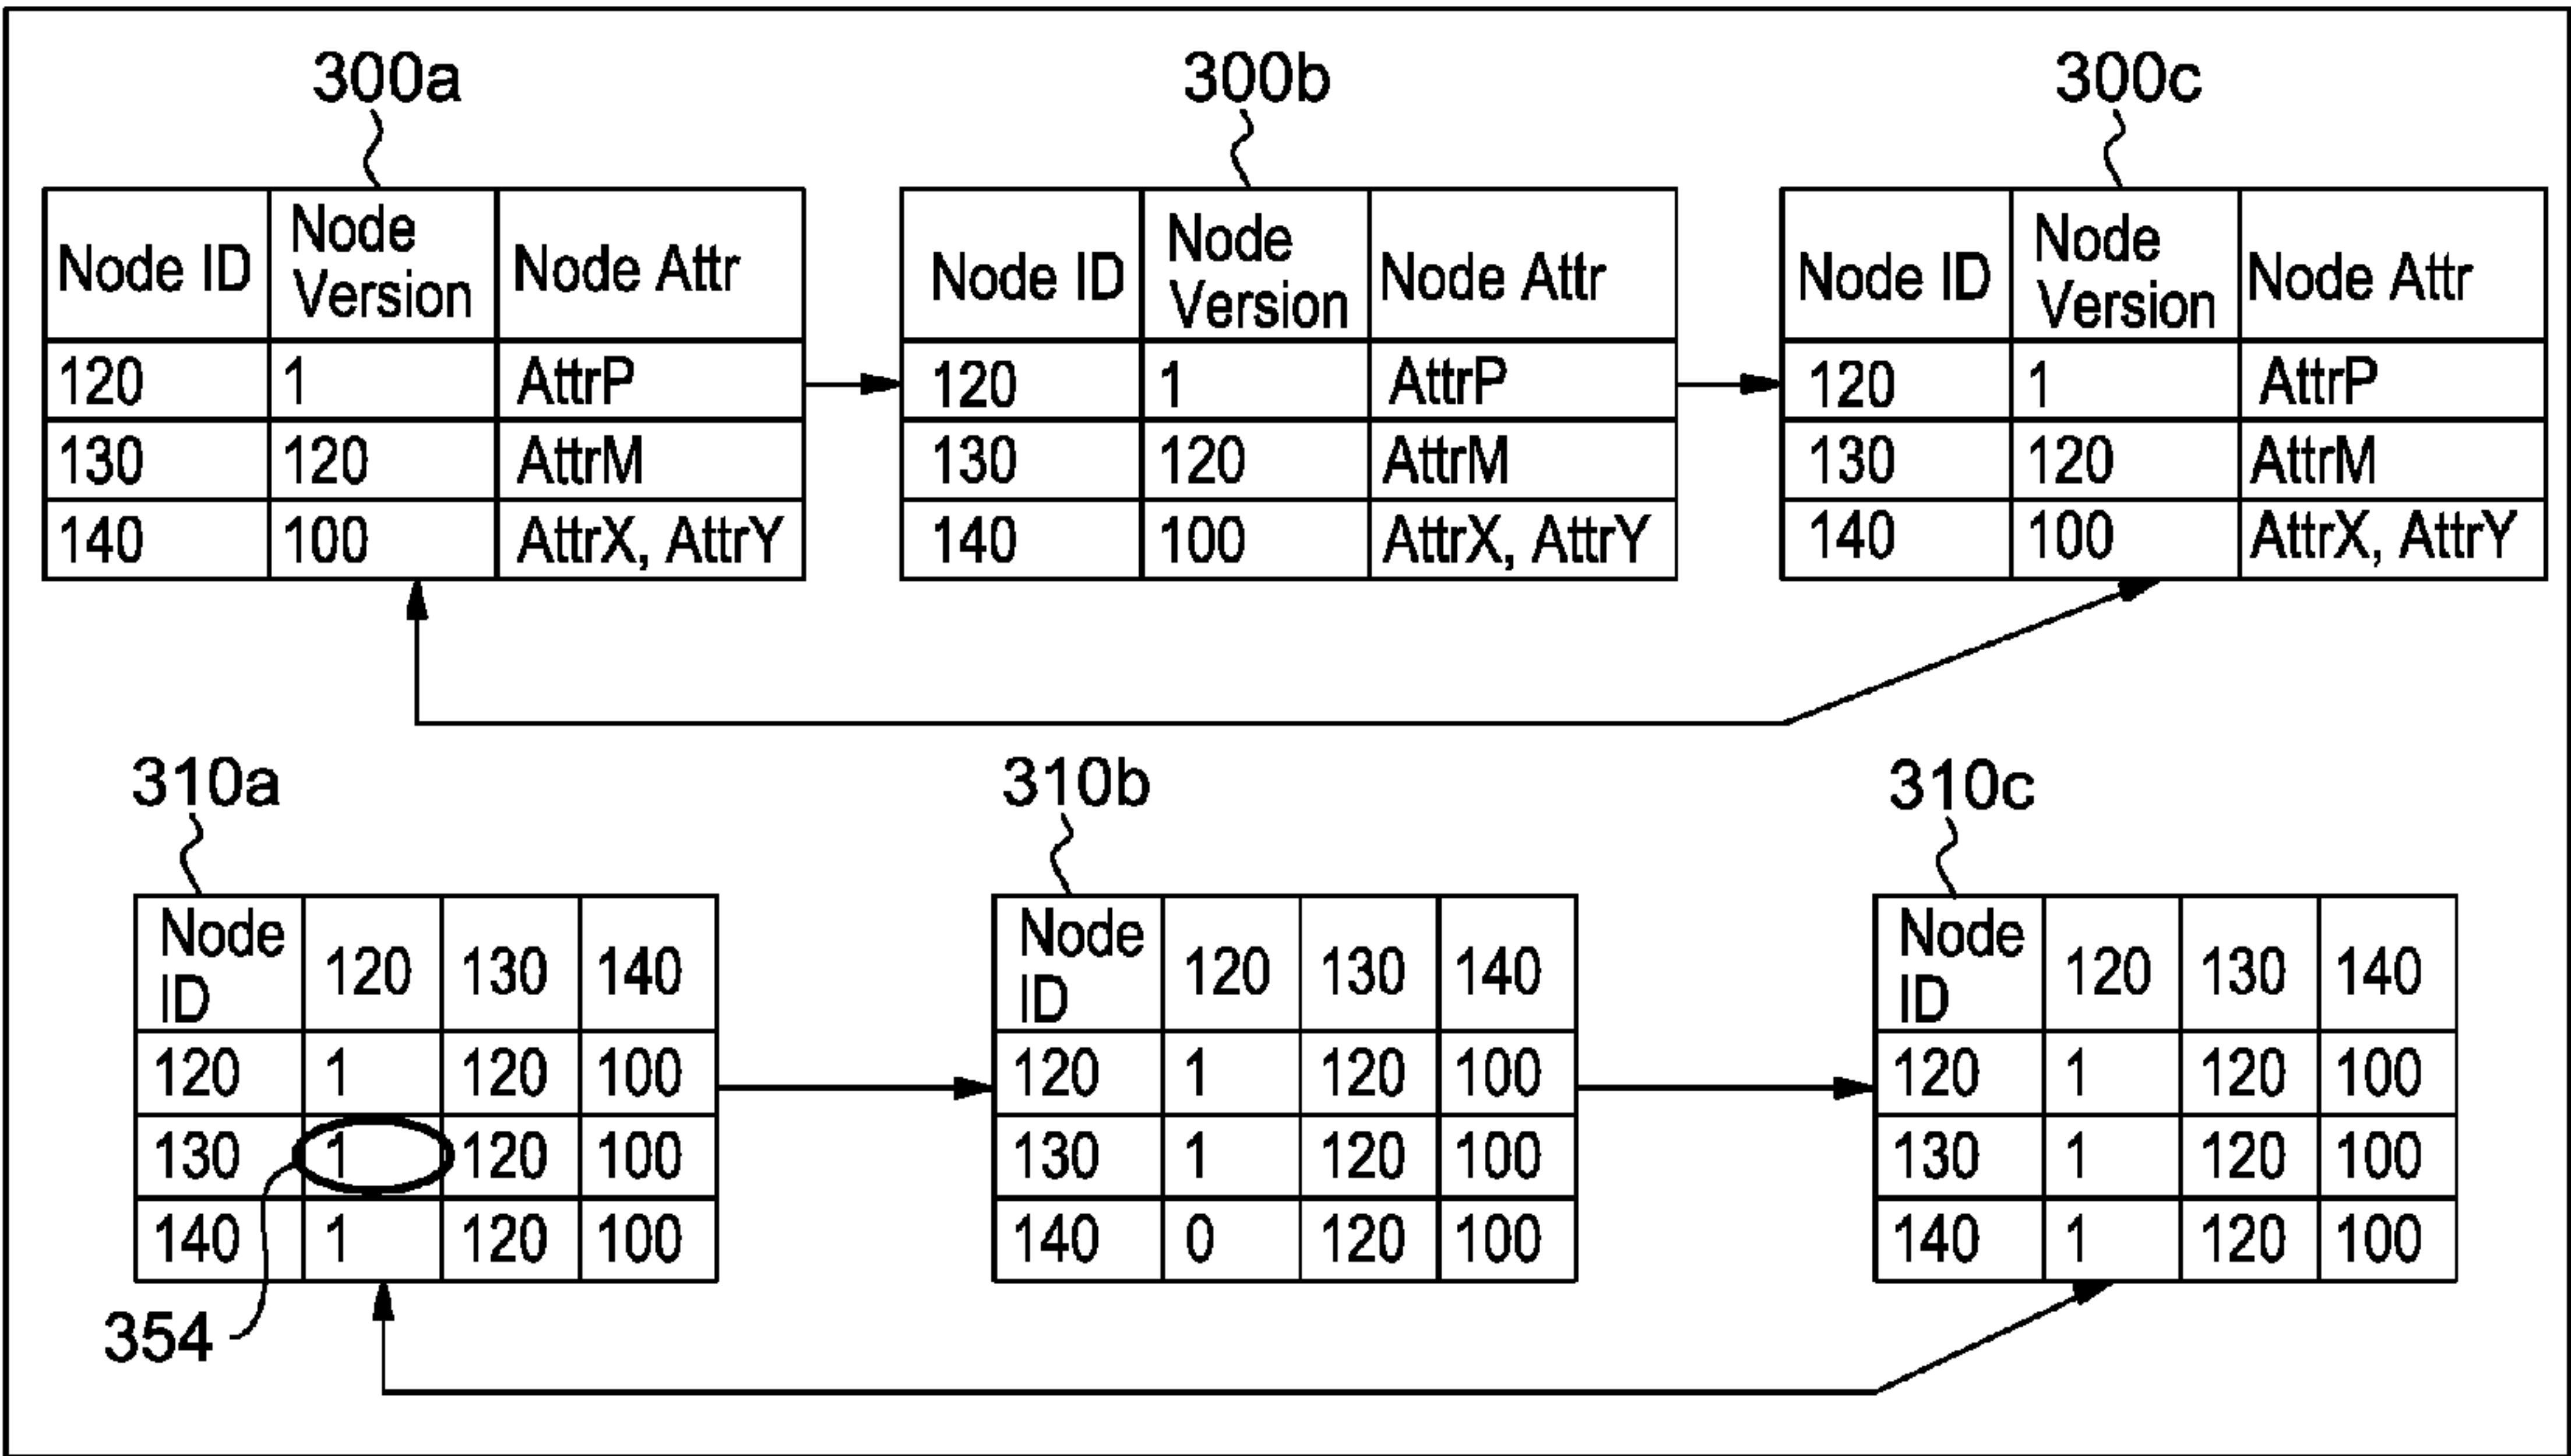 300a 300b 300c
Node ID Node Version Node Attr Node ID Node Version Node Attr Node ID Node Version Node Attr
120 1 AttrP 120 1 AttrP 120 1 AttrP
130 120 AttrM 130 120 AttrM 130 120 AttrM
140 100 AttrX, AttrY 140 100 AttrX, AttrY 140 100 AttrX, AttrY
310a 310b 310c
Node ID 120 130 140 Node ID 120 130 140 Node ID 120 130 140
120 1 120 100 120 1 120 100 120 1 120 100
130 1 120 100 130 1 120 100 130 1 120 100
140 1 120 100 140 0 120 100 140 1 120 100
354